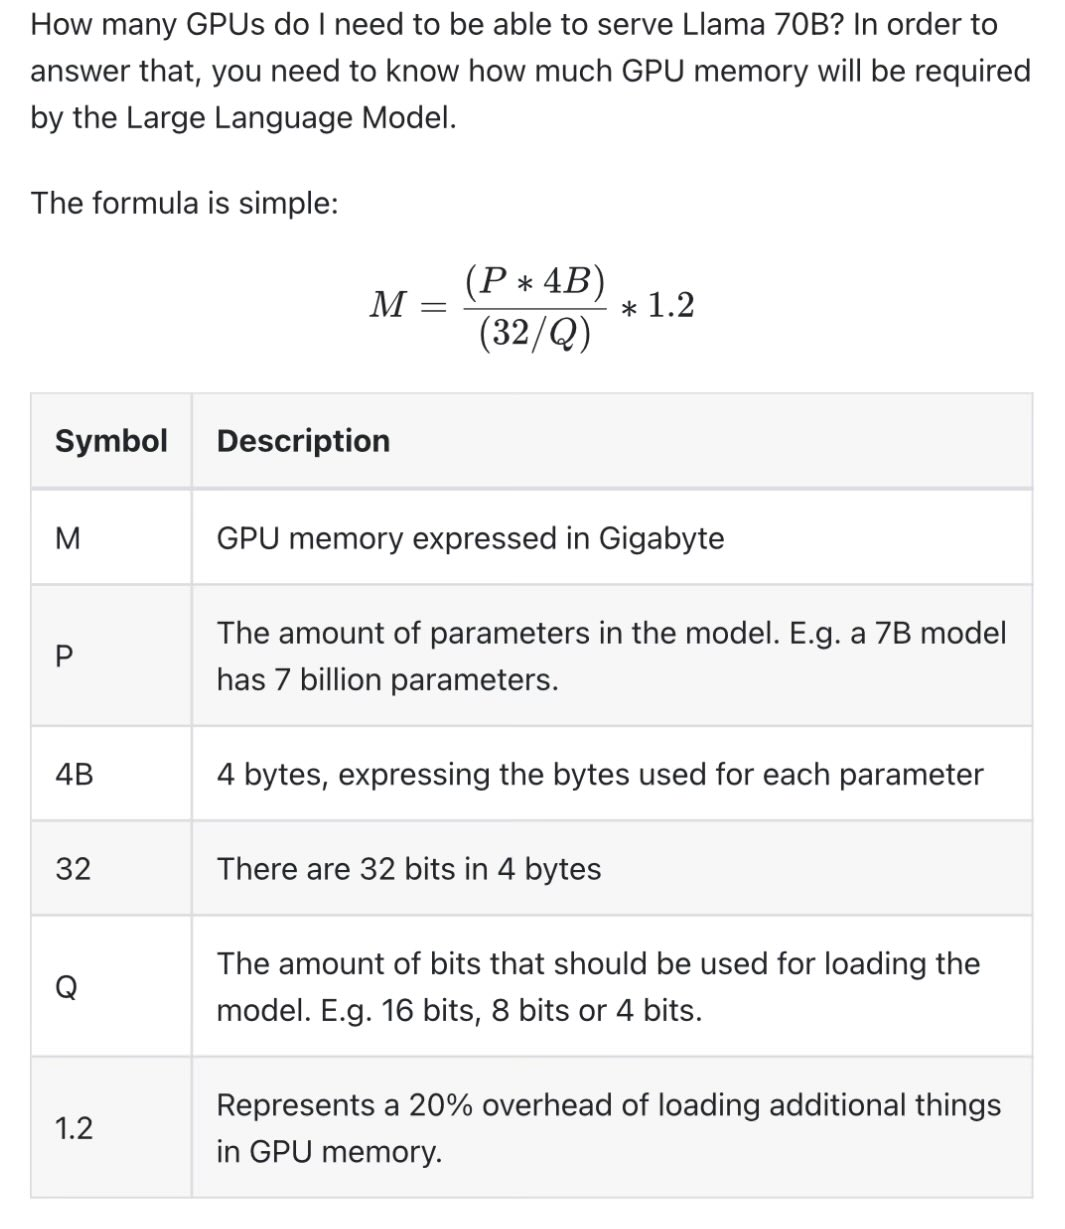 How many GPUs do I need to be able to serve Llama 70B? In order to
answer that, you need to know how much GPU memory will be required
by the Large Language Model.
The formula is simple:
M = (P * 4B) / (32/Q) * 1.2
Symbol Description
M GPU memory expressed in Gigabyte
P The amount of parameters in the model. E.g. a 7B model
has 7 billion parameters.
4B 4 bytes, expressing the bytes used for each parameter
32 There are 32 bits in 4 bytes
Q The amount of bits that should be used for loading the
model. E.g. 16 bits, 8 bits or 4 bits.
1.2 Represents a 20% overhead of loading additional things
in GPU memory.